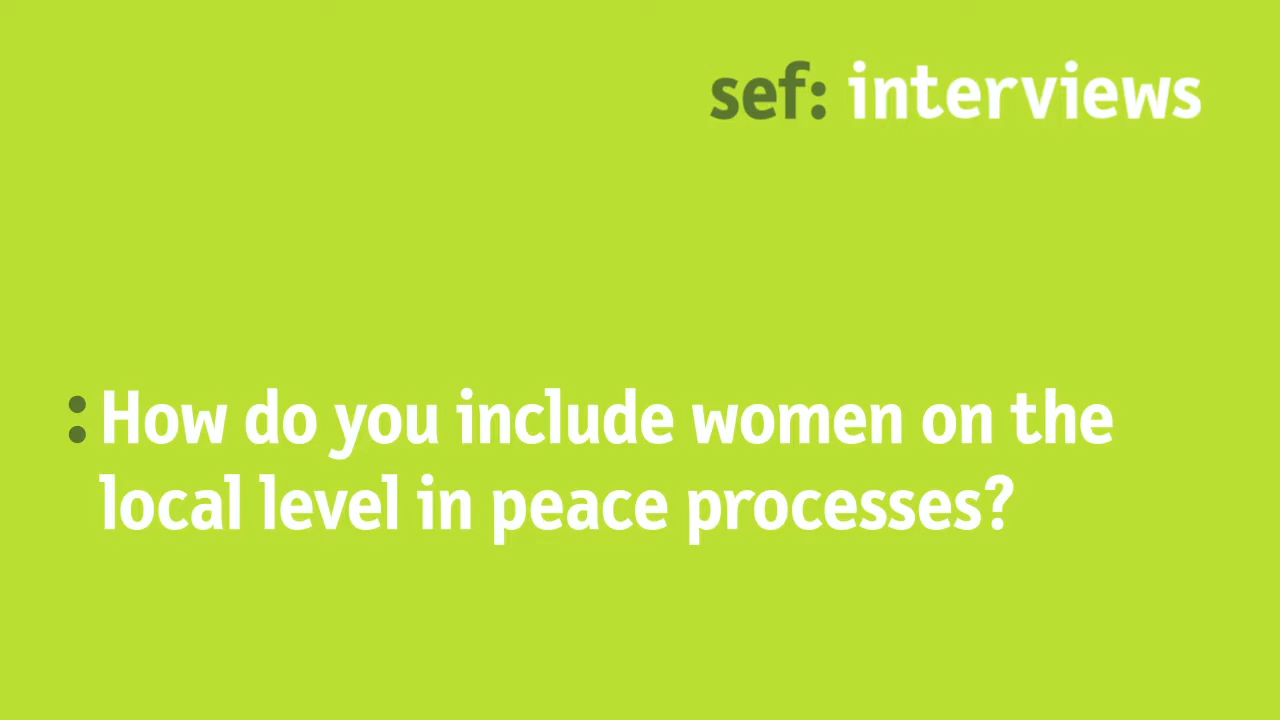 sef: interviews
: How do you include women on the
local level in peace processes?